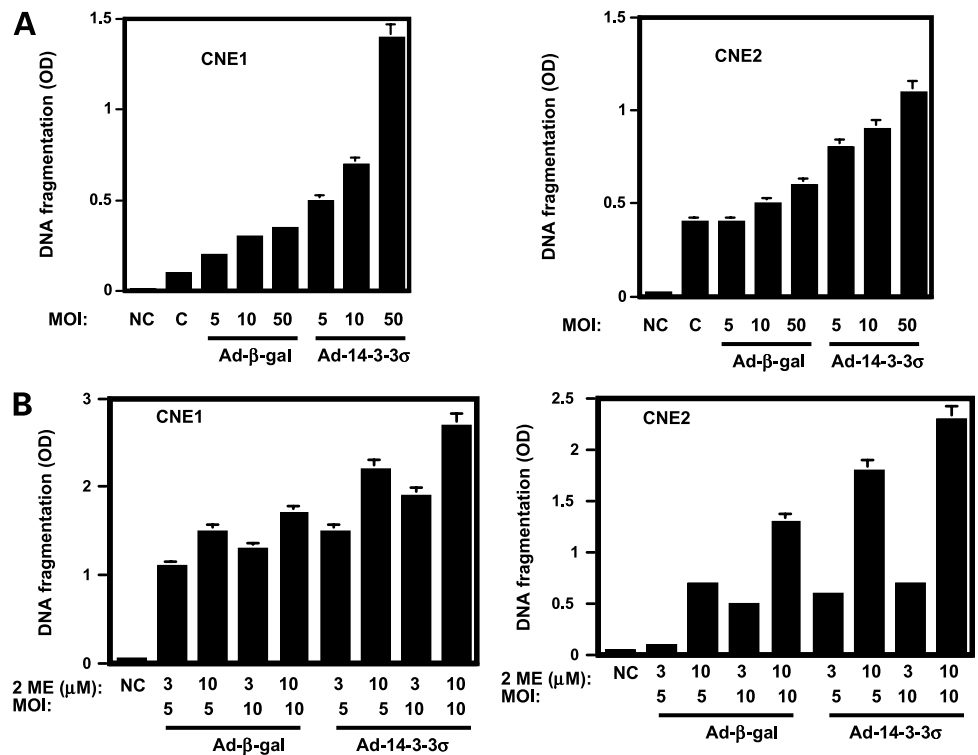 A
DNA fragmentation (OD)
1.5
1
0.5
0
CNE1
MOI: NC C 5 10 50 5 10 50
Ad-β-gal Ad-14-3-3σ
DNA fragmentation (OD)
1.5
1
0.5
0
CNE2
MOI: NC C 5 10 50 5 10 50
Ad-β-gal Ad-14-3-3σ
B
DNA fragmentation (OD)
3
2
1
0
CNE1
2 ME (μM): NC 3 10 3 10 3 10 3 10
MOI: 5 5 10 10 5 5 10 10
Ad-β-gal Ad-14-3-3σ
DNA fragmentation (OD)
2.5
2
1.5
1
0.5
0
CNE2
2 ME (μM): NC 3 10 3 10 3 10 3 10
MOI: 5 5 10 10 5 5 10 10
Ad-β-gal Ad-14-3-3σ